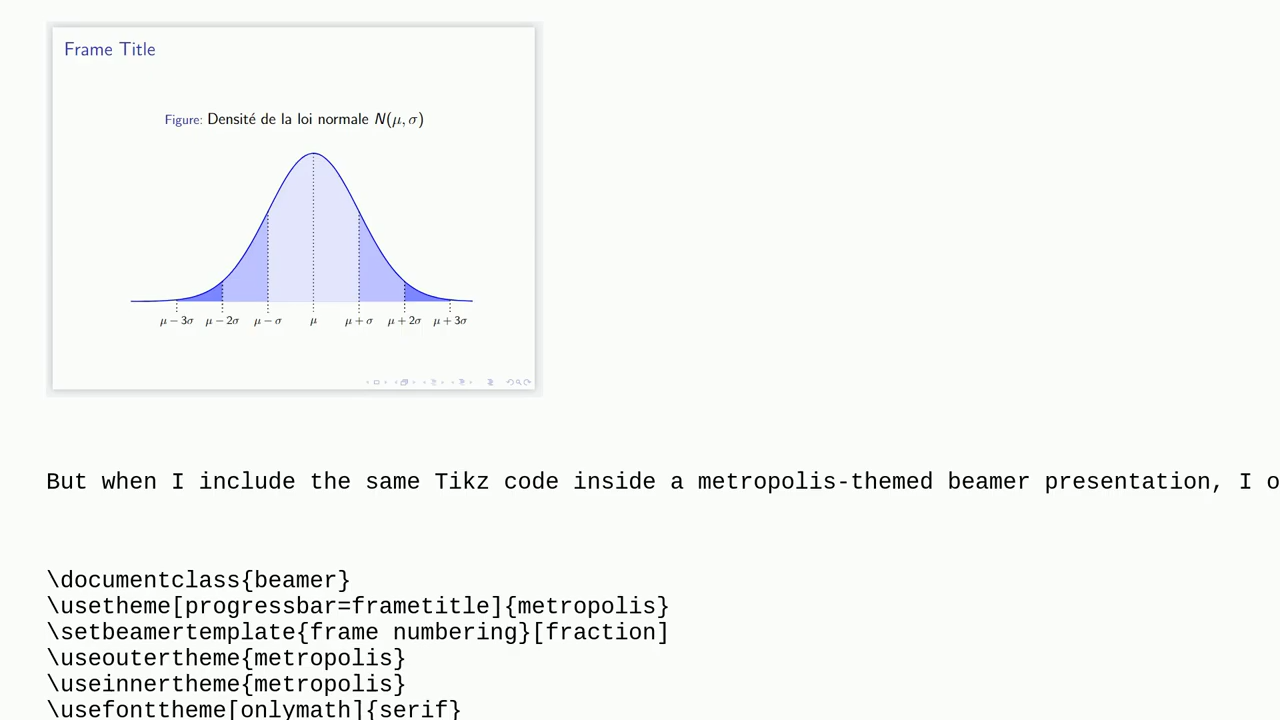 Frame Title
Figure: Densité de la loi normale N(μ, σ)
μ − 3σ μ − 2σ μ − σ μ μ + σ μ + 2σ μ + 3σ
But when I include the same Tikz code inside a metropolis-themed beamer presentation, I o
\documentclass{beamer}
\usetheme[progressbar=frametitle]{metropolis}
\setbeamertemplate{frame numbering}[fraction]
\useoutertheme{metropolis}
\useinnertheme{metropolis}
\usefonttheme[onlymath]{serif}